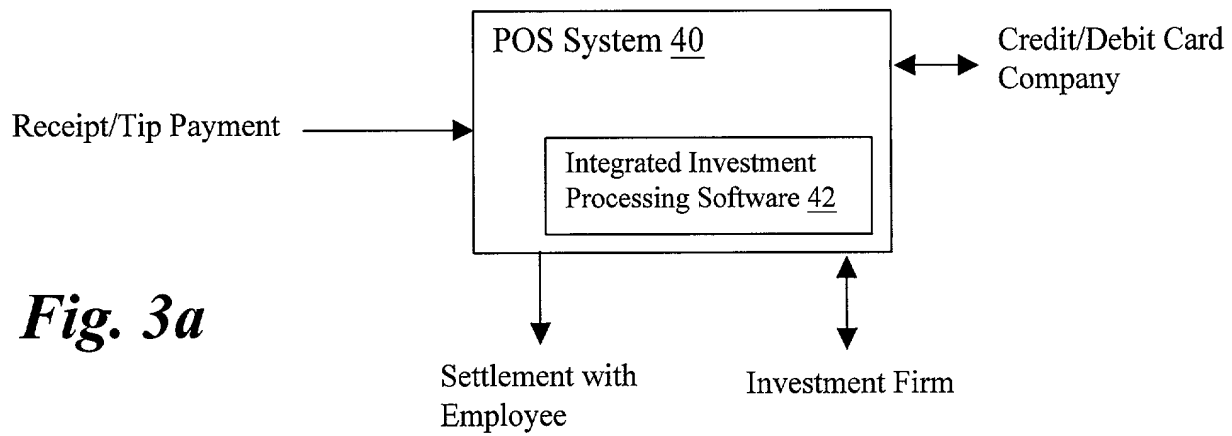 POS System 40
Credit/Debit Card
Company
Receipt/Tip Payment
Integrated Investment
Processing Software 42
Fig. 3a
Settlement with
Employee
Investment Firm